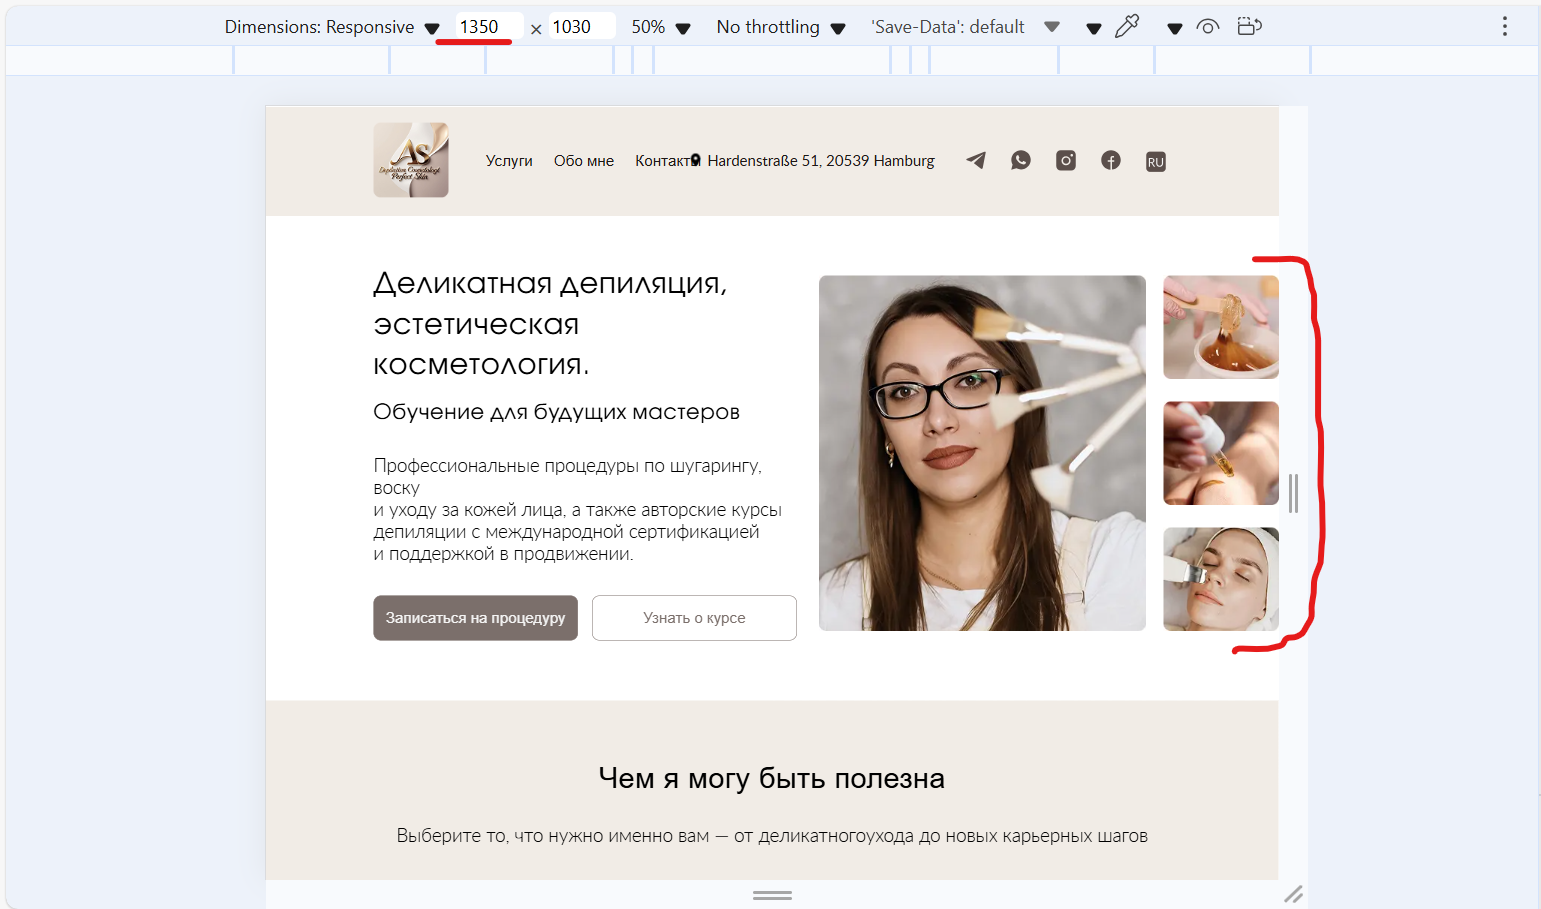 Dimensions: Responsive 1350 × 1030 50% No throttling 'Save-Data': default
As
Depilation Cosmetology
Perfect Skin
Услуги Обо мне Контакты Hardenstraße 51, 20539 Hamburg RU
Деликатная депиляция,
эстетическая
косметология.
Обучение для будущих мастеров
Профессиональные процедуры по шугарингу,
воску
и уходу за кожей лица, а также авторские курсы
депиляции с международной сертификацией
и поддержкой в продвижении.
Записаться на процедуру Узнать о курсе
Чем я могу быть полезна
Выберите то, что нужно именно вам — от деликатногоухода до новых карьерных шагов